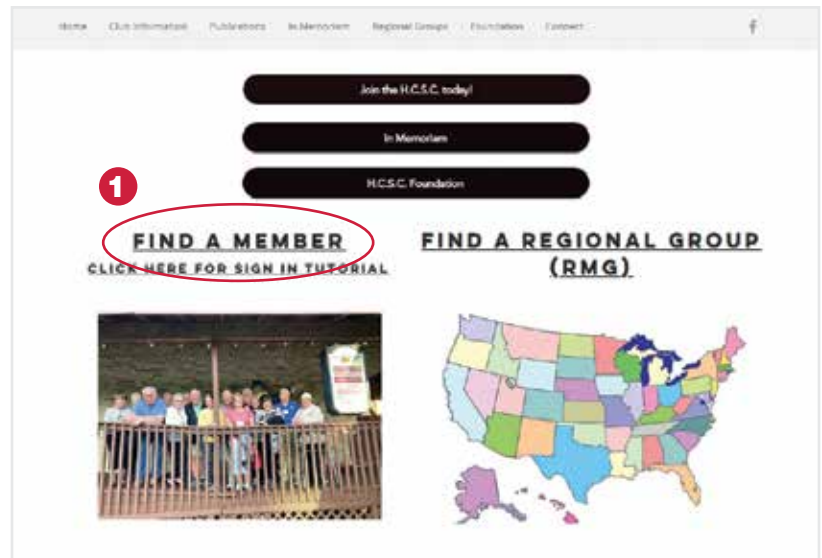 Home Club Information Publications In Memoriam Regional Groups Foundation Connect f
Join the H.C.S.C. today!
In Memoriam
H.C.S.C. Foundation
1
FIND A MEMBER
CLICK HERE FOR SIGN IN TUTORIAL
FIND A REGIONAL GROUP
(RMG)